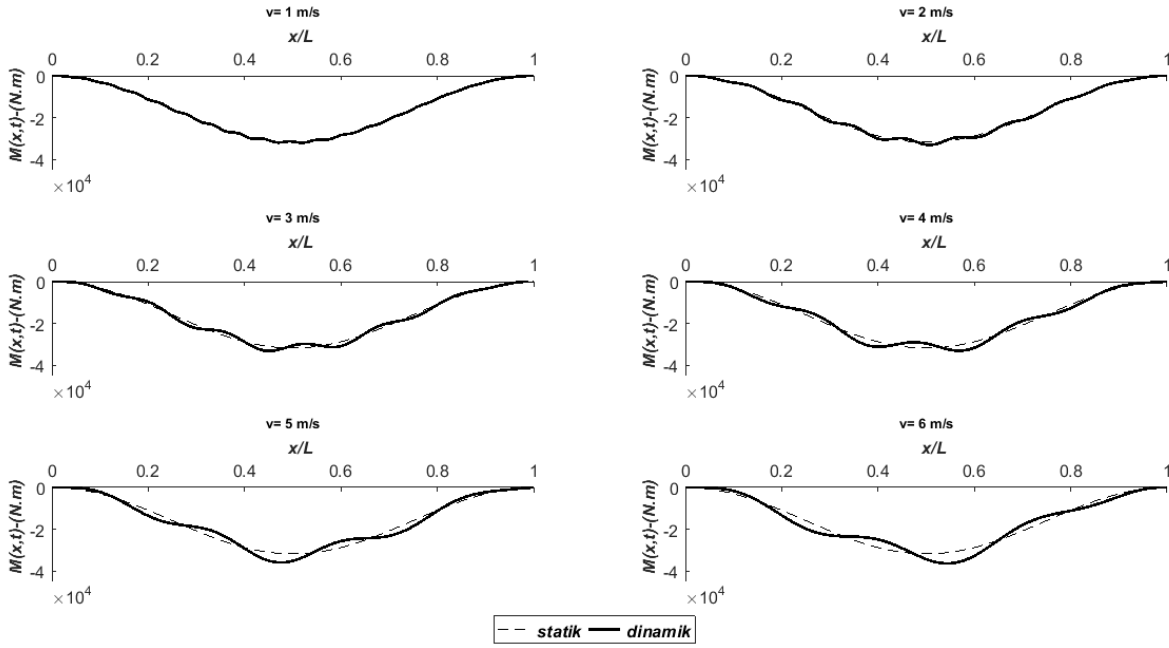 v= 1 m/s
x/L
0 0.2 0.4 0.6 0.8 1
M(x,t)-(N.m)
0
-2
-4
×10^4
v= 2 m/s
x/L
0 0.2 0.4 0.6 0.8 1
M(x,t)-(N.m)
0
-2
-4
×10^4
v= 3 m/s
x/L
0 0.2 0.4 0.6 0.8 1
M(x,t)-(N.m)
0
-2
-4
×10^4
v= 4 m/s
x/L
0 0.2 0.4 0.6 0.8 1
M(x,t)-(N.m)
0
-2
-4
×10^4
v= 5 m/s
x/L
0 0.2 0.4 0.6 0.8 1
M(x,t)-(N.m)
0
-2
-4
×10^4
v= 6 m/s
x/L
0 0.2 0.4 0.6 0.8 1
M(x,t)-(N.m)
0
-2
-4
×10^4
statik dinamik